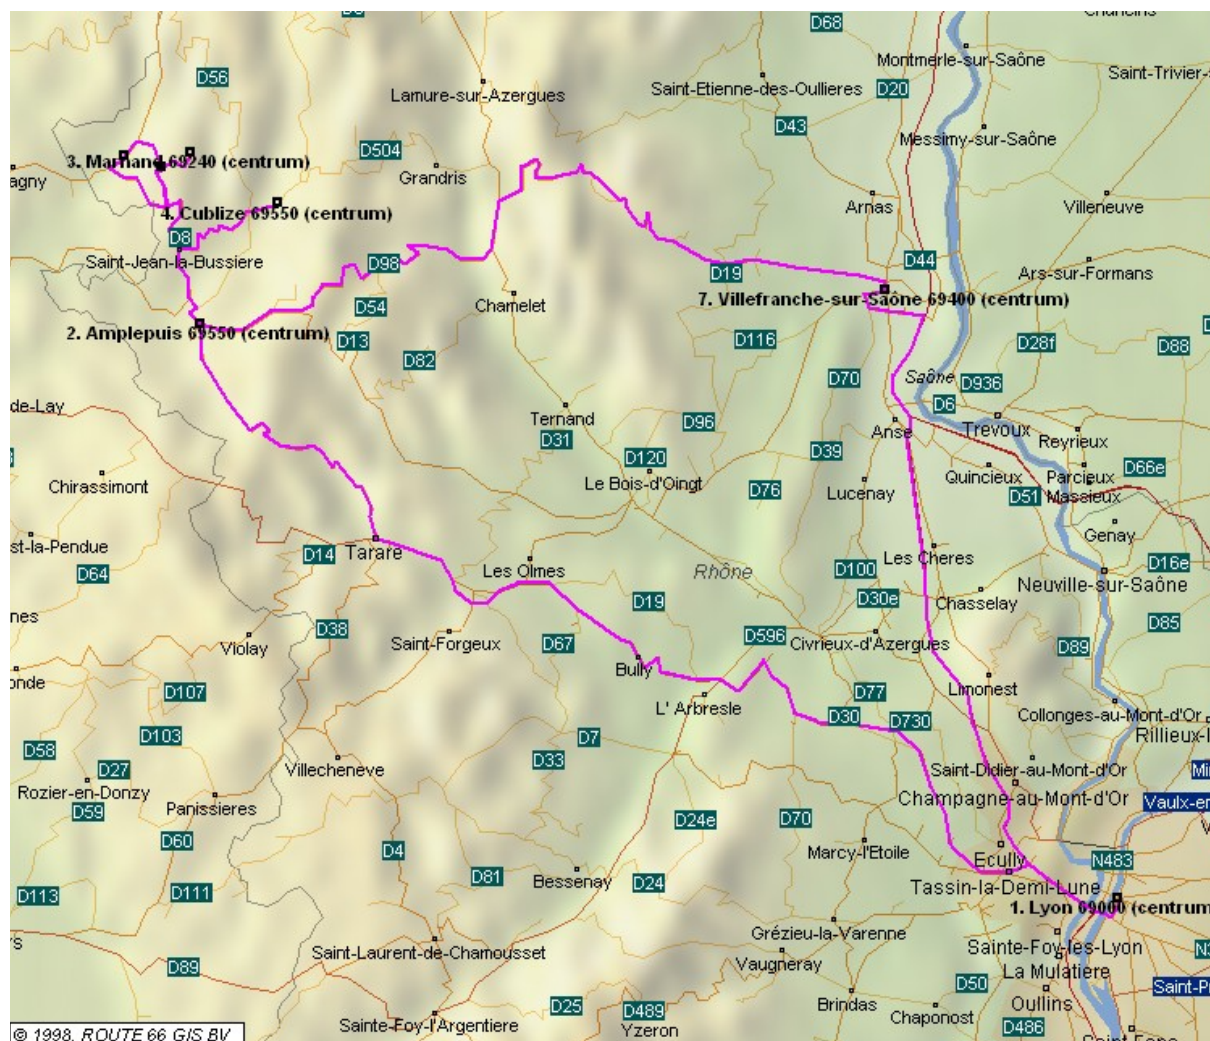 D68
Montmerle-sur-Saône
D56
Lamure-sur-Azergues
Saint-Etienne-des-Oullieres
D20
Saint-Trivier-s
D43
Messimy-sur-Saône
D504
3. Marnand 69240 (centrum)
Grandris
agny
Arnas
Villeneuve
4. Cublize 69550 (centrum)
D8
Saint-Jean-la-Bussiere
D98
D44
D19
Ars-sur-Formans
7. Villefranche-sur-Saône 69400 (centrum)
Chamelet
D54
2. Amplepuis 69550 (centrum)
D13
D116
D28f
D88
D82
D70
Saône
D936
de-Lay
D6
Ternand
D96
Anse
Trevoux
Reyrieux
D31
D39
D120
D66e
Chirassimont
Le Bois-d'Oingt
D76
Lucenay
Quincieux
Parcieux
D51
Massieux
Genay
st-la-Pendue
D14
Tarare
Les Cheres
D64
Les Olmes
Rhône
D100
D16e
Neuville-sur-Saône
nes
D19
D30e
Chasselay
D38
D85
Violay
Saint-Forgeux
D67
D596
Civrieux-d'Azergues
D89
onde
Bully
D107
D77
Limonest
L' Arbresle
D30
D730
Collonges-au-Mont-d'Or
D103
D7
Rillieux-l
D58
D33
D27
Villecheneve
Saint-Didier-au-Mont-d'Or
Rozier-en-Donzy
Panissieres
Champagne-au-Mont-d'Or
Vaulx-er
D59
D24e
D70
D60
D4
Marcy-l'Etoile
Ecully
N483
D113
D111
D81
Bessenay
D24
Tassin-la-Demi-Lune
1. Lyon 69000 (centrum
Grézieu-la-Varenne
Saint-Laurent-de-Chamousset
Sainte-Foy-les-Lyon
D89
Vaugneray
La Mulatiere
D50
Saint-Pr
Oullins
D25
D489
Brindas
Chaponost
Sainte-Foy-l'Argentiere
Yzeron
D486
© 1998, ROUTE 66 GIS BV